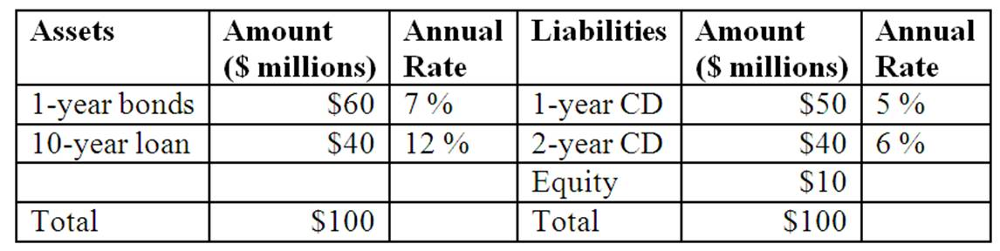 Assets Amount Annual Liabilities Amount Annual
($ millions) Rate ($ millions) Rate
1-year bonds $60 7 % 1-year CD $50 5 %
10-year loan $40 12 % 2-year CD $40 6 %
Equity $10
Total $100 Total $100